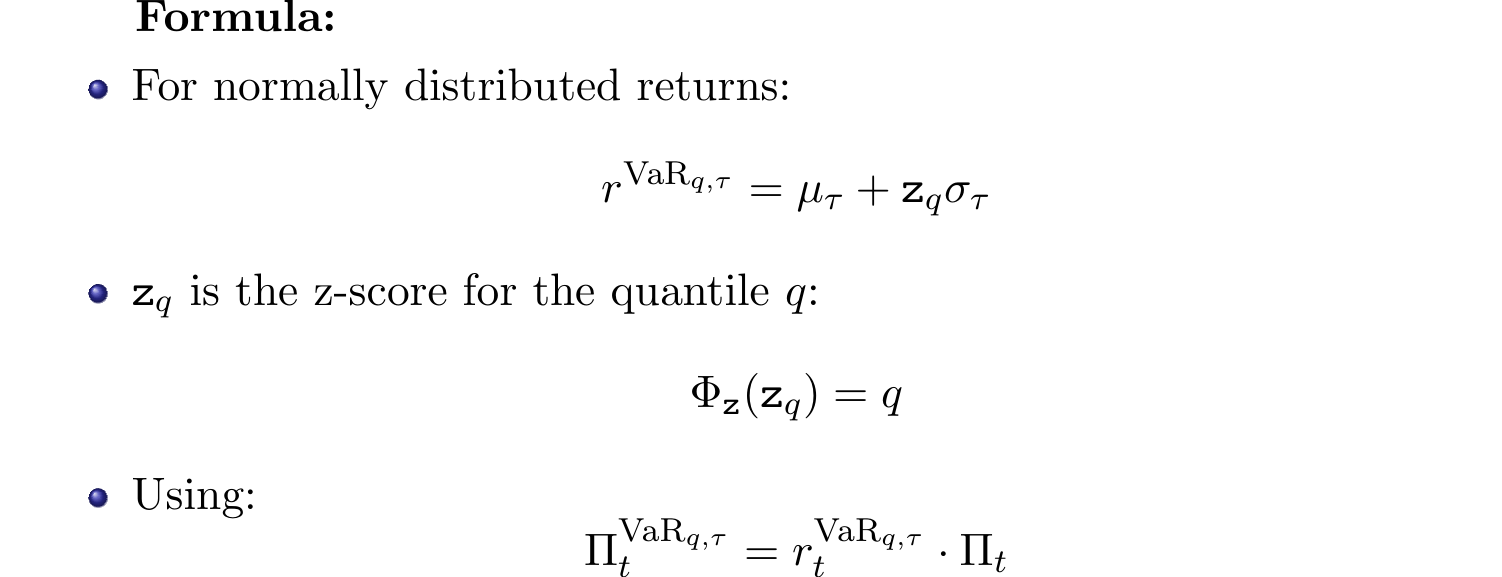 Formula:
For normally distributed returns:
r^{VaR_{q,τ}} = μ_τ + z_q σ_τ
z_q is the z-score for the quantile q:
Φ_z(z_q) = q
Using:
Π_t^{VaR_{q,τ}} = r_t^{VaR_{q,τ}} · Π_t